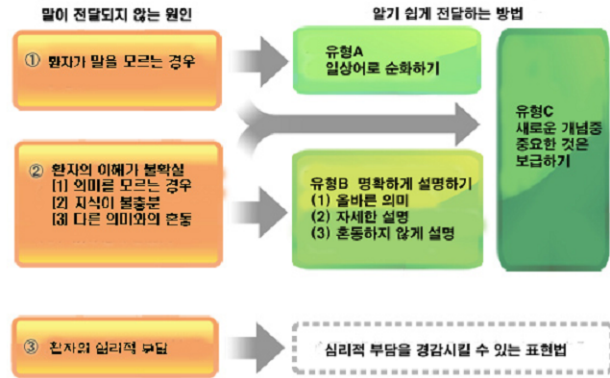 말이 전달되지 않는 원인
알기 쉽게 전달하는 방법
① 환자가 말을 모르는 경우
유형A
일상어로 순화하기
유형C
새로운 개념중
중요한 것은
보급하기
② 환자의 이해가 불확실
[1] 의미를 모르는 경우
[2] 지식이 불충분
[3] 다른 의미와의 혼동
유형B 명확하게 설명하기
(1) 올바른 의미
(2) 자세한 설명
(3) 혼동하지 않게 설명
③ 환자의 심리적 부담
심리적 부담을 경감시킬 수 있는 표현법